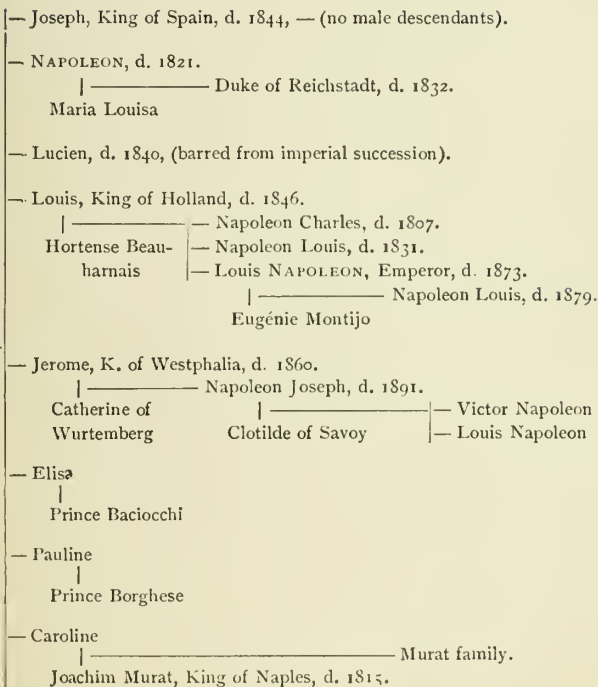 — Joseph, King of Spain, d. 1844, — (no male descendants).
— NAPOLEON, d. 1821.
Duke of Reichstadt, d. 1832.
Maria Louisa
— Lucien, d. 1840, (barred from imperial succession).
— Louis, King of Holland, d. 1846.
— Napoleon Charles, d. 1807.
Hortense Beau- — Napoleon Louis, d. 1831.
harnais — Louis NAPOLEON, Emperor, d. 1873.
Napoleon Louis, d. 1879.
Eugénie Montijo
— Jerome, K. of Westphalia, d. 1860.
Napoleon Joseph, d. 1891.
Catherine of — Victor Napoleon
Wurtemberg Clotilde of Savoy — Louis Napoleon
— Elisa
Prince Baciocchi
— Pauline
Prince Borghese
— Caroline
Murat family.
Joachim Murat, King of Naples, d. 1815.